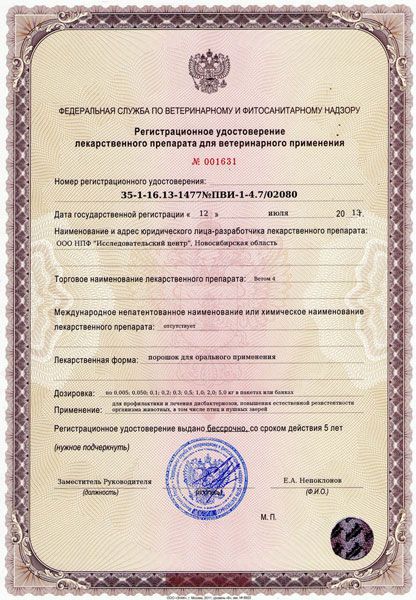 ФЕДЕРАЛЬНАЯ СЛУЖБА ПО ВЕТЕРИНАРНОМУ И ФИТОСАНИТАРНОМУ НАДЗОРУ
Регистрационное удостоверение
лекарственного препарата для ветеринарного применения
№ 001631
Номер регистрационного удостоверения:
35-1-16.13-1477№ПВИ-1-4.7/02080
Дата государственной регистрации « 12 » июля 2013г.
Наименование и адрес юридического лица-разработчика лекарственного препарата:
ООО НПФ "Исследовательский центр", Новосибирская область
Торговое наименование лекарственного препарата: Ветом 4
Международное непатентованное наименование или химическое наименование
лекарственного препарата: отсутствует
Лекарственная форма: порошок для орального применения
Дозировка: по 0,005; 0,050; 0,1; 0,2; 0,3; 0,5; 1,0; 2,0; 5,0 кг в пакетах или банках
для профилактики и лечения дисбактериозов, повышения естественной резистентности
Применение: организма животных, в том числе птиц и пушных зверей
Регистрационное удостоверение выдано бессрочно, со сроком действия 5 лет
(нужное подчеркнуть)
Заместитель Руководителя
(должность)
(подпись)
Е.А. Непоклонов
(Ф.И.О.)
М. П.